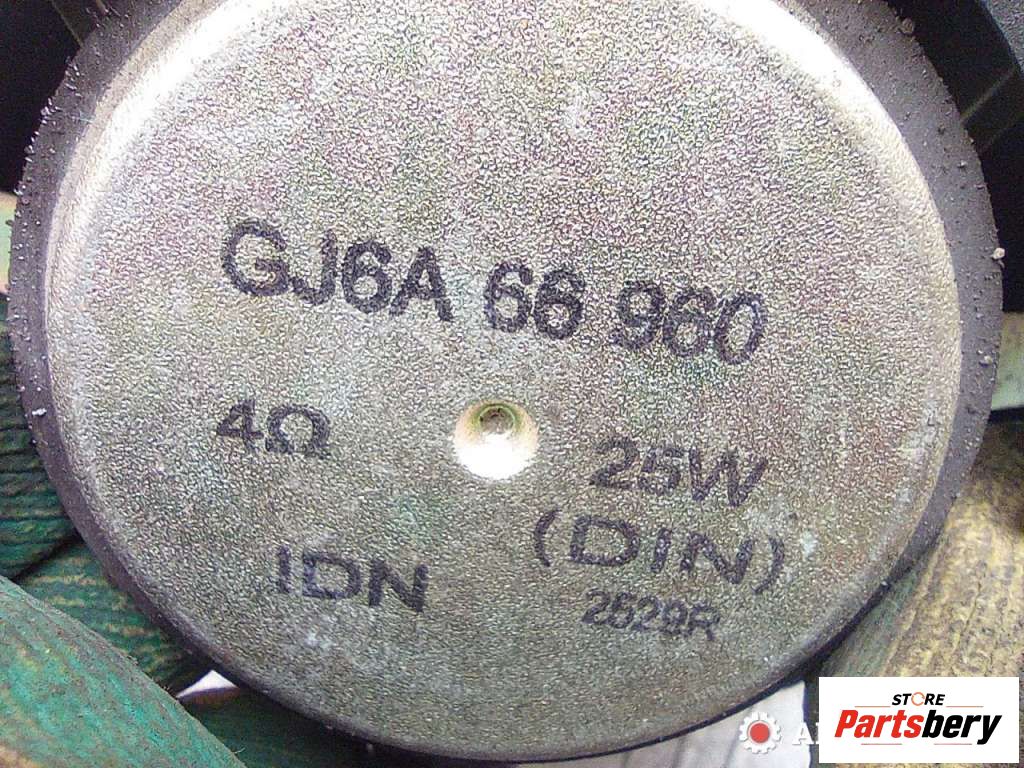 GJ6A 66 960
4Ω
25W
(DIN)
IDN
2529R
STORE
Partsbery